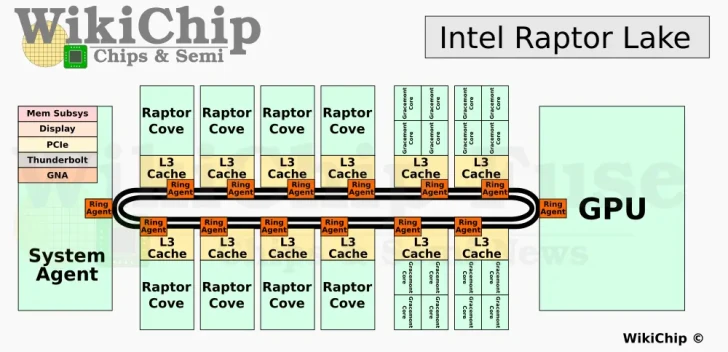 WikiChip
Chips & Semi
Intel Raptor Lake
Mem Subsys
Display
PCIe
Thunderbolt
GNA
System
Agent
Ring
Agent
Raptor
Cove
Raptor
Cove
Raptor
Cove
Raptor
Cove
Gracemont
Core
Gracemont
Core
Gracemont
Core
Gracemont
Core
Gracemont
Core
Gracemont
Core
Gracemont
Core
Gracemont
Core
L3
Cache
L3
Cache
L3
Cache
L3
Cache
L3
Cache
L3
Cache
Ring
Agent
Ring
Agent
Ring
Agent
Ring
Agent
Ring
Agent
Ring
Agent
Ring
Agent
Ring
Agent
Ring
Agent
Ring
Agent
Ring
Agent
Ring
Agent
L3
Cache
L3
Cache
L3
Cache
L3
Cache
L3
Cache
L3
Cache
Raptor
Cove
Raptor
Cove
Raptor
Cove
Raptor
Cove
Gracemont
Core
Gracemont
Core
Gracemont
Core
Gracemont
Core
Gracemont
Core
Gracemont
Core
Gracemont
Core
Gracemont
Core
Ring
Agent
GPU
WikiChip Fuse
Chips & Semi News
WikiChip ©